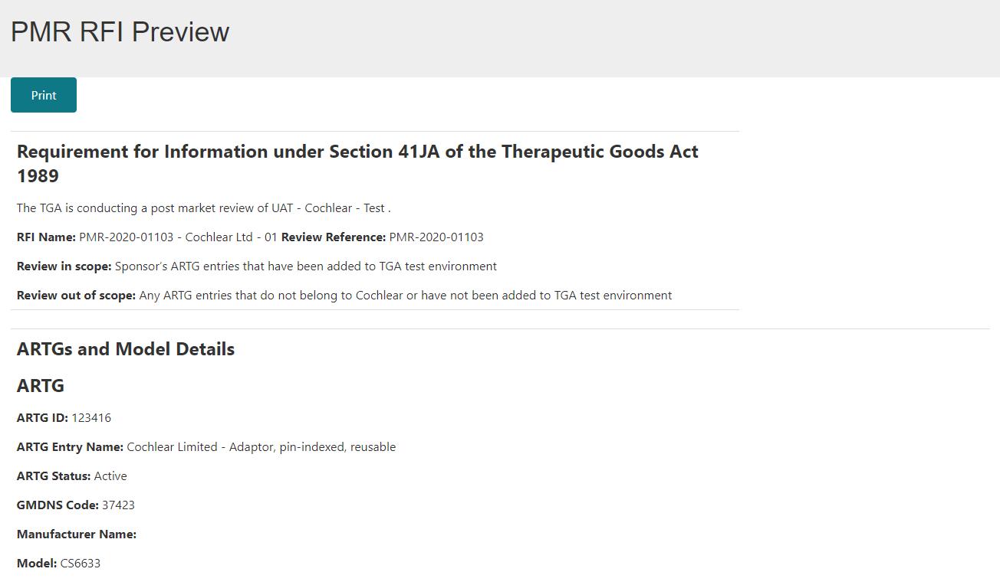 PMR RFI Preview
Print
Requirement for Information under Section 41JA of the Therapeutic Goods Act
1989
The TGA is conducting a post market review of UAT - Cochlear - Test .
RFI Name: PMR-2020-01103 - Cochlear Ltd - 01 Review Reference: PMR-2020-01103
Review in scope: Sponsor's ARTG entries that have been added to TGA test environment
Review out of scope: Any ARTG entries that do not belong to Cochlear or have not been added to TGA test environment
ARTGs and Model Details
ARTG
ARTG ID: 123416
ARTG Entry Name: Cochlear Limited - Adaptor, pin-indexed, reusable
ARTG Status: Active
GMDNS Code: 37423
Manufacturer Name:
Model: CS6633